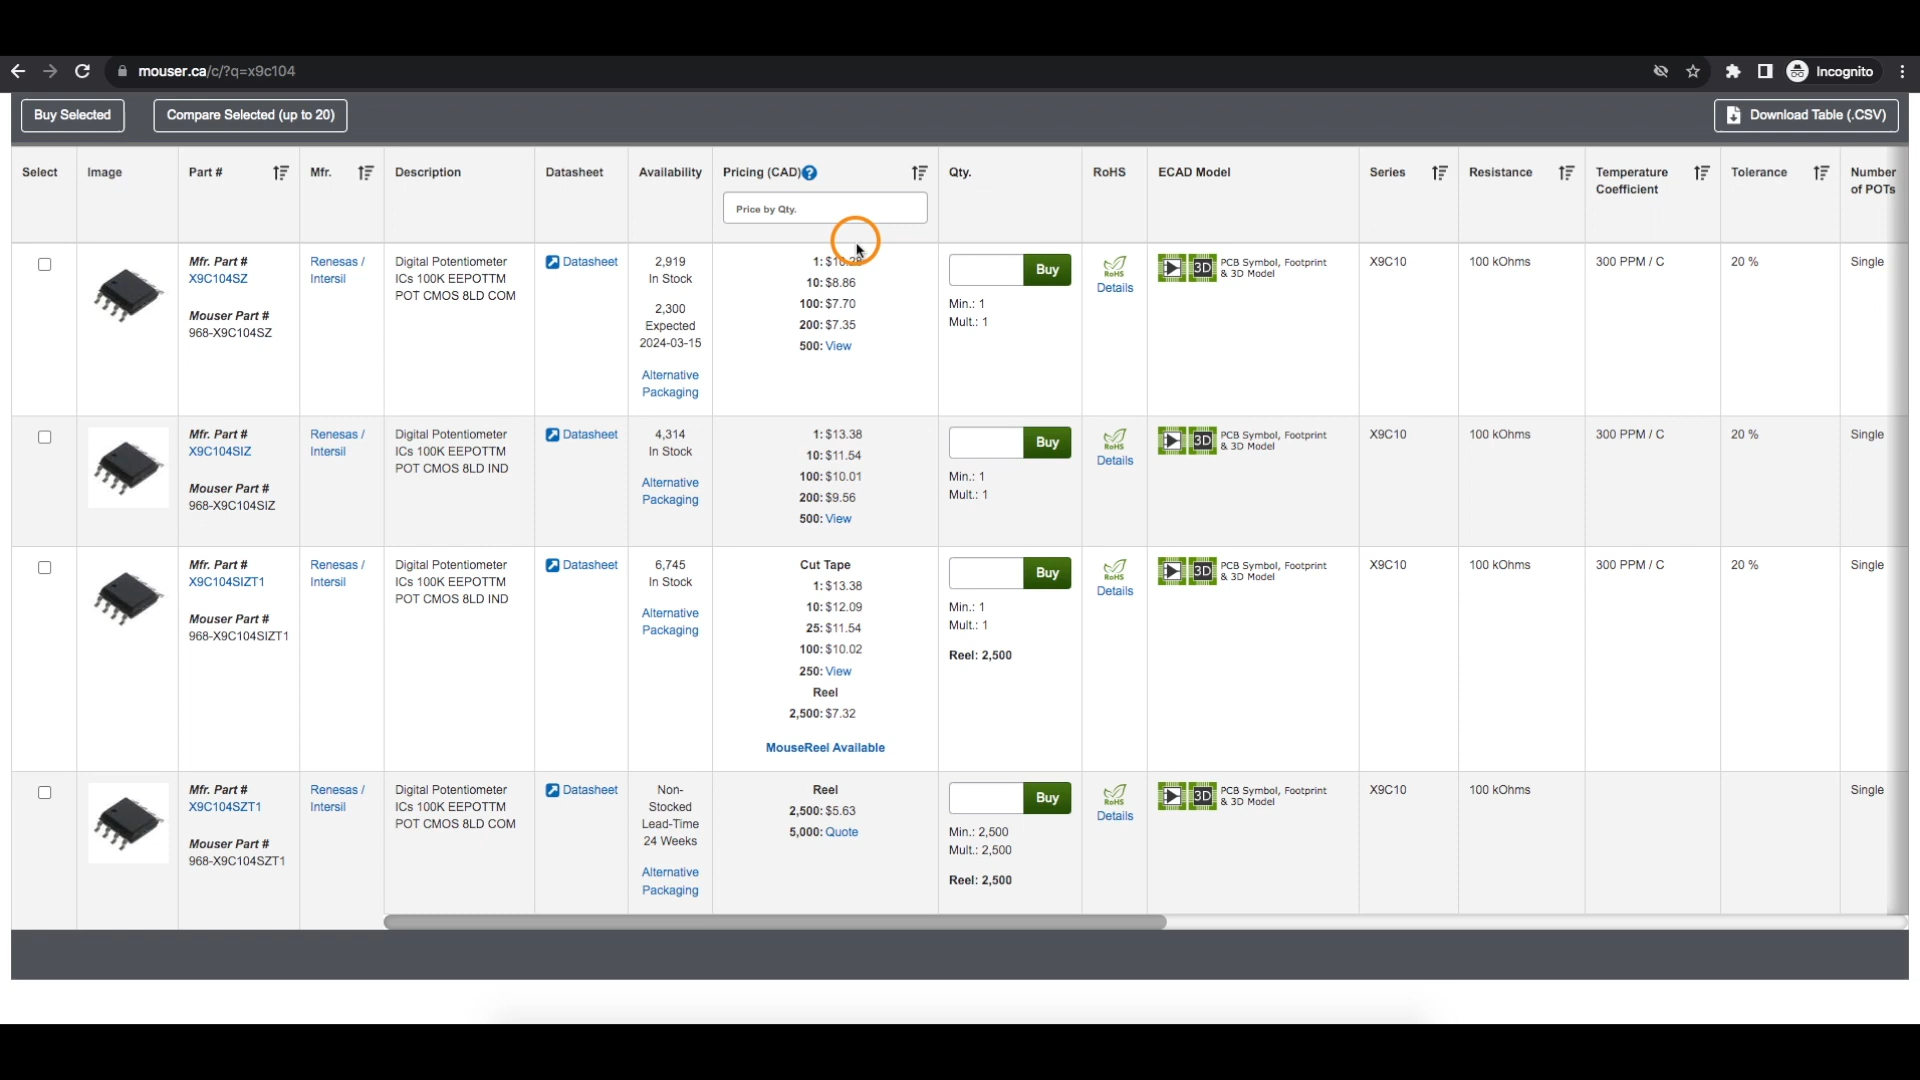 mouser.ca/c/?q=x9c104
Incognito
Buy Selected
Compare Selected (up to 20)
Download Table (.CSV)
Select
Image
Part #
Mfr.
Description
Datasheet
Availability
Pricing (CAD)
Price by Qty.
Qty.
RoHS
ECAD Model
Series
Resistance
Temperature
Coefficient
Tolerance
Number
of POTs
Mfr. Part #
X9C104SZ
Mouser Part #
968-X9C104SZ
Renesas /
Intersil
Digital Potentiometer
ICs 100K EEPOTTM
POT CMOS 8LD COM
Datasheet
2,919
In Stock
2,300
Expected
2024-03-15
Alternative
Packaging
1:
10: $8.86
100: $7.70
200: $7.35
500: View
Buy
Min.: 1
Mult.: 1
RoHS
Details
3D
PCB Symbol, Footprint
& 3D Model
X9C10
100 kOhms
300 PPM / C
20 %
Single
Mfr. Part #
X9C104SIZ
Mouser Part #
968-X9C104SIZ
Renesas /
Intersil
Digital Potentiometer
ICs 100K EEPOTTM
POT CMOS 8LD IND
Datasheet
4,314
In Stock
Alternative
Packaging
1: $13.38
10: $11.54
100: $10.01
200: $9.56
500: View
Buy
Min.: 1
Mult.: 1
RoHS
Details
3D
PCB Symbol, Footprint
& 3D Model
X9C10
100 kOhms
300 PPM / C
20 %
Single
Mfr. Part #
X9C104SIZT1
Mouser Part #
968-X9C104SIZT1
Renesas /
Intersil
Digital Potentiometer
ICs 100K EEPOTTM
POT CMOS 8LD IND
Datasheet
6,745
In Stock
Alternative
Packaging
Cut Tape
1: $13.38
10: $12.09
25: $11.54
100: $10.02
250: View
Reel
2,500: $7.32
MouseReel Available
Buy
Min.: 1
Mult.: 1
Reel: 2,500
RoHS
Details
3D
PCB Symbol, Footprint
& 3D Model
X9C10
100 kOhms
300 PPM / C
20 %
Single
Mfr. Part #
X9C104SZT1
Mouser Part #
968-X9C104SZT1
Renesas /
Intersil
Digital Potentiometer
ICs 100K EEPOTTM
POT CMOS 8LD COM
Datasheet
Non-
Stocked
Lead-Time
24 Weeks
Alternative
Packaging
Reel
2,500: $5.63
5,000: Quote
Buy
Min.: 2,500
Mult.: 2,500
Reel: 2,500
RoHS
Details
3D
PCB Symbol, Footprint
& 3D Model
X9C10
100 kOhms
Single